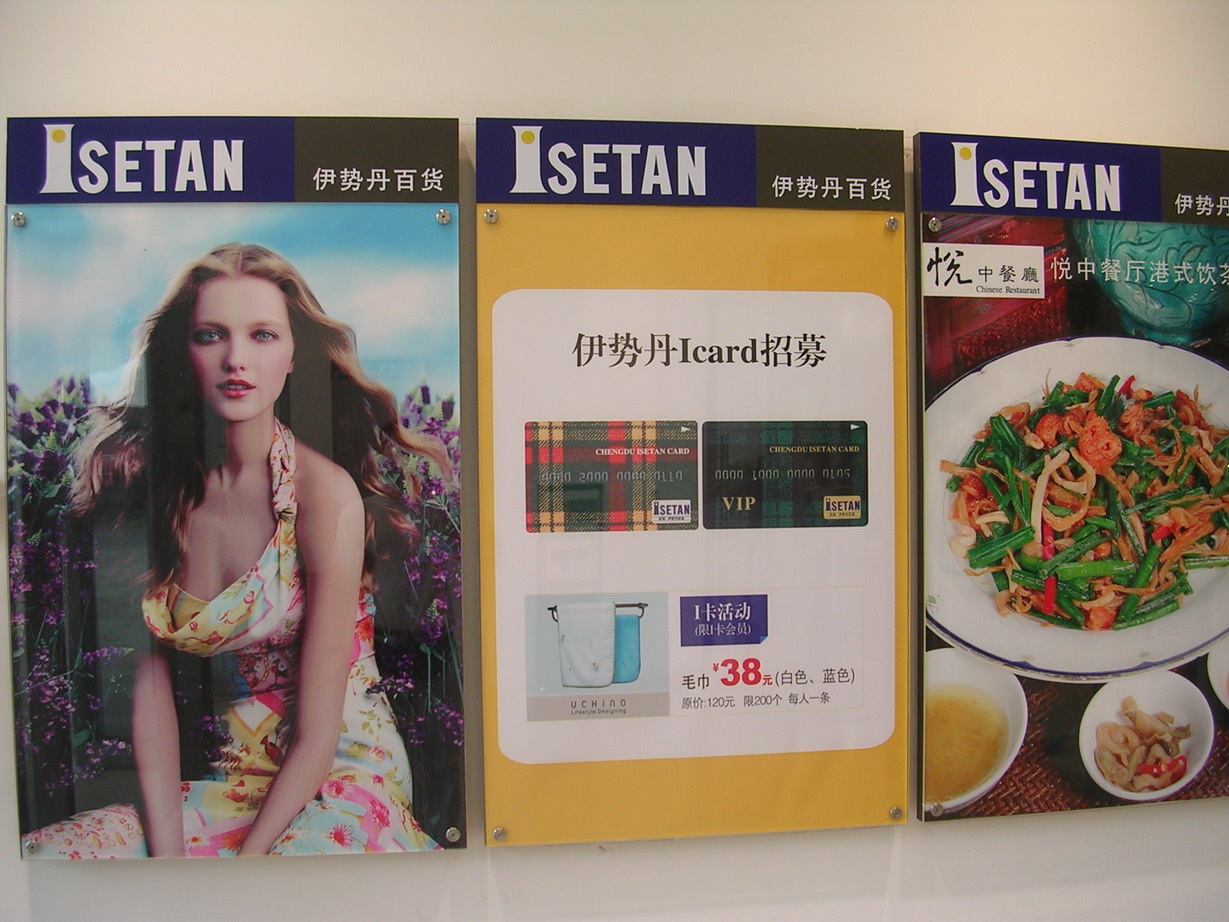 ISETAN 伊势丹百货
ISETAN 伊势丹百货
伊势丹Icard招募
CHENGDU ISETAN CARD
ISETAN
CHENGDU ISETAN CARD
VIP
ISETAN
UCHINO
Lifestyle Designing
I卡活动
(限I卡会员)
毛巾 ¥38元(白色、蓝色)
原价:120元 限200个 每人一条
ISETAN 伊势丹
悦 中餐廳
Chinese Restaurant
悦中餐厅港式饮茶